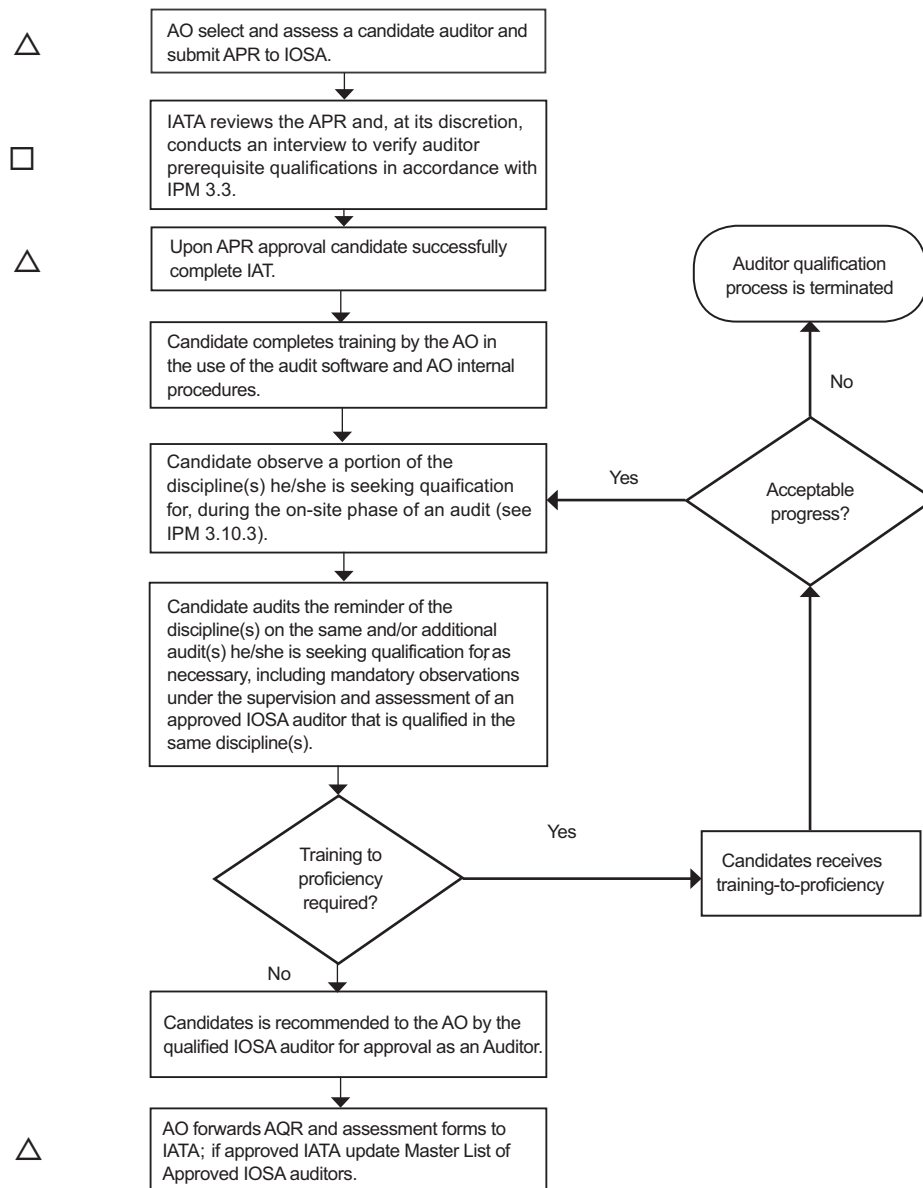 AO select and assess a candidate auditor and
submit APR to IOSA.
IATA reviews the APR and, at its discretion,
conducts an interview to verify auditor
prerequisite qualifications in accordance with
IPM 3.3.
Upon APR approval candidate successfully
complete IAT.
Auditor qualification
process is terminated
Candidate completes training by the AO in
the use of the audit software and AO internal
procedures.
No
Candidate observe a portion of the
discipline(s) he/she is seeking quaification
for, during the on-site phase of an audit (see
IPM 3.10.3).
Yes
Acceptable
progress?
Candidate audits the reminder of the
discipline(s) on the same and/or additional
audit(s) he/she is seeking qualification for, as
necessary, including mandatory observations
under the supervision and assessment of an
approved IOSA auditor that is qualified in the
same discipline(s).
Training to
proficiency
required?
Yes
Candidates receives
training-to-proficiency
No
Candidates is recommended to the AO by the
qualified IOSA auditor for approval as an Auditor.
AO forwards AQR and assessment forms to
IATA; if approved IATA update Master List of
Approved IOSA auditors.